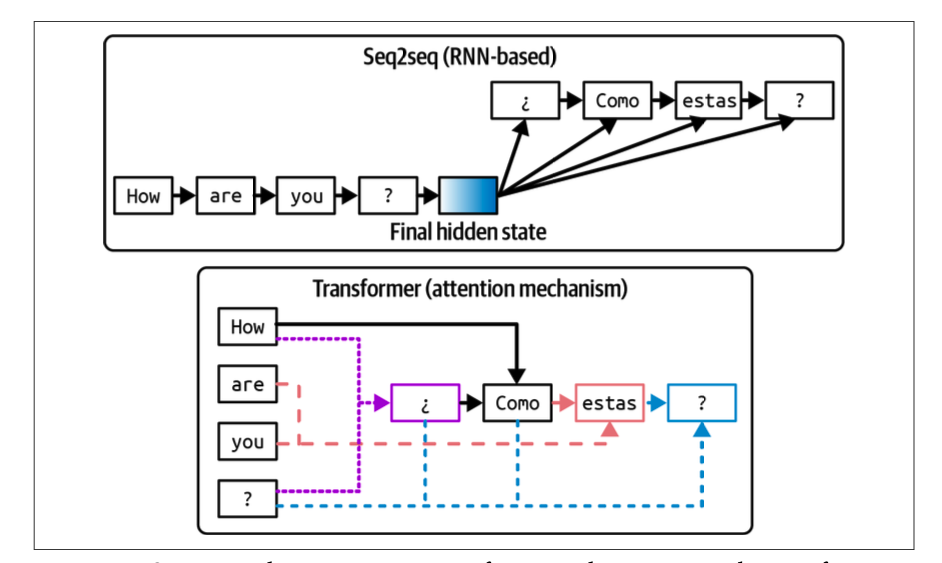 Seq2seq (RNN-based)
¿ Como estas ?
How are you ?
Final hidden state
Transformer (attention mechanism)
How
are
¿ Como estas ?
you
?